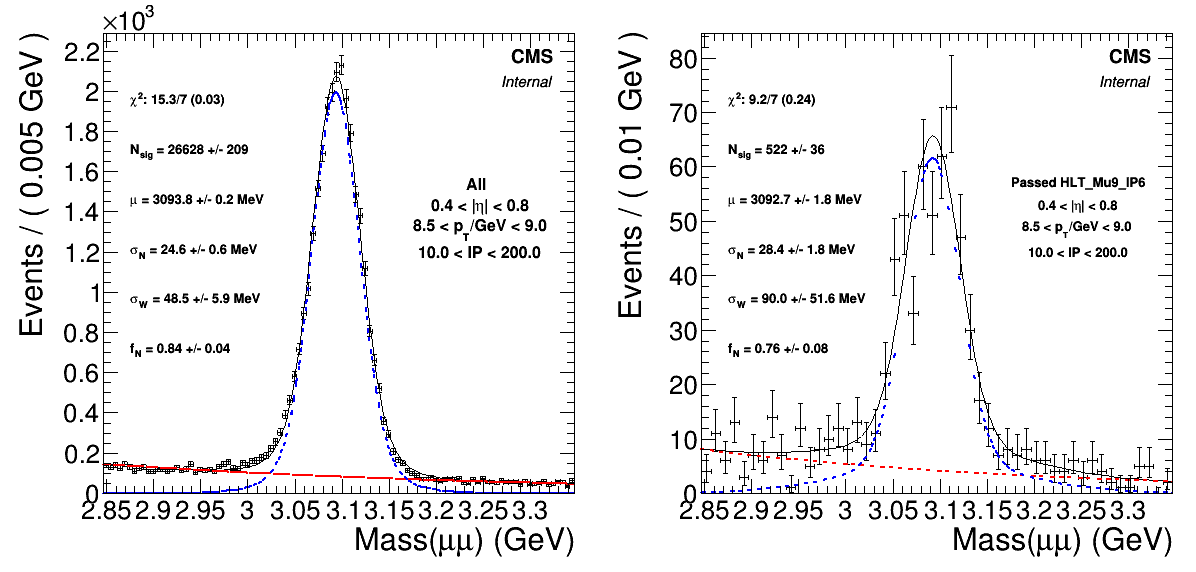 ×10³
Events / ( 0.005 GeV )
2.2
2
1.8
1.6
1.4
1.2
1
0.8
0.6
0.4
0.2
0
CMS
Internal
χ²: 15.3/7 (0.03)
N_sig = 26628 +/- 209
μ = 3093.8 +/- 0.2 MeV
σ_N = 24.6 +/- 0.6 MeV
σ_W = 48.5 +/- 5.9 MeV
f_N = 0.84 +/- 0.04
All
0.4 < |η| < 0.8
8.5 < p_T/GeV < 9.0
10.0 < IP < 200.0
2.85 2.9 2.95 3 3.05 3.1 3.15 3.2 3.25 3.3
Mass(μμ) (GeV)
Events / ( 0.01 GeV )
80
70
60
50
40
30
20
10
0
CMS
Internal
χ²: 9.2/7 (0.24)
N_sig = 522 +/- 36
μ = 3092.7 +/- 1.8 MeV
σ_N = 28.4 +/- 1.8 MeV
σ_W = 90.0 +/- 51.6 MeV
f_N = 0.76 +/- 0.08
Passed HLT_Mu9_IP6
0.4 < |η| < 0.8
8.5 < p_T/GeV < 9.0
10.0 < IP < 200.0
2.85 2.9 2.95 3 3.05 3.1 3.15 3.2 3.25 3.3
Mass(μμ) (GeV)